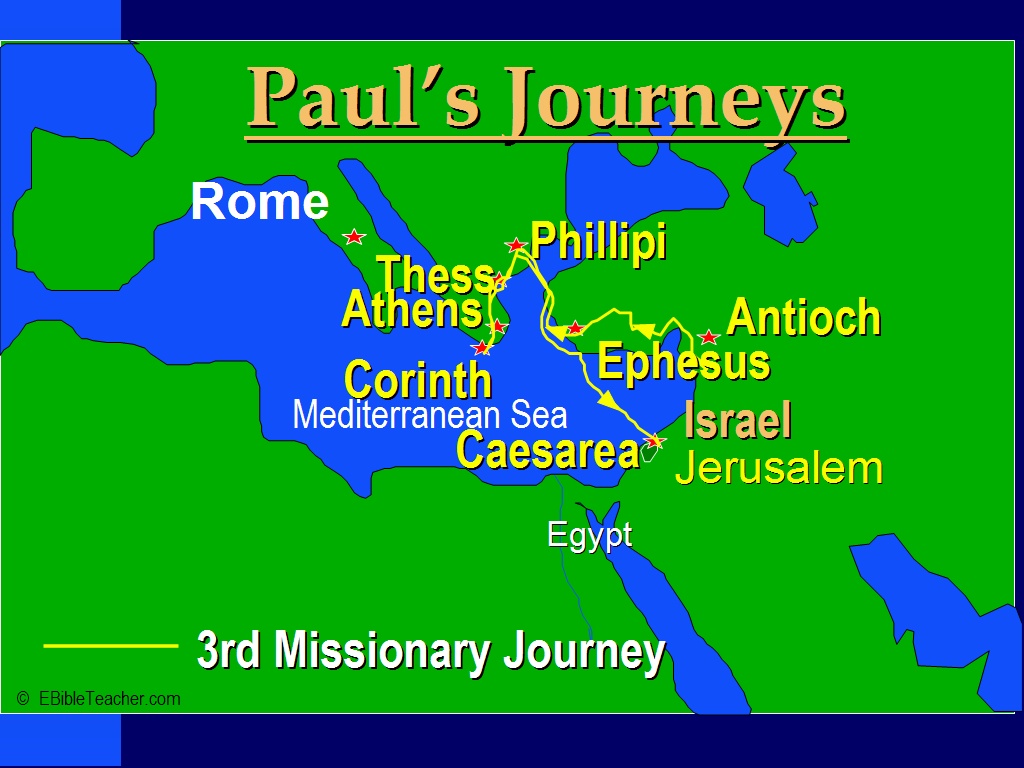 Paul’s Journeys
Rome
Phillipi
Thess
Athens
Antioch
Ephesus
Corinth
Mediterranean Sea
Israel
Caesarea
Jerusalem
Egypt
3rd Missionary Journey
© EBibleTeacher.com